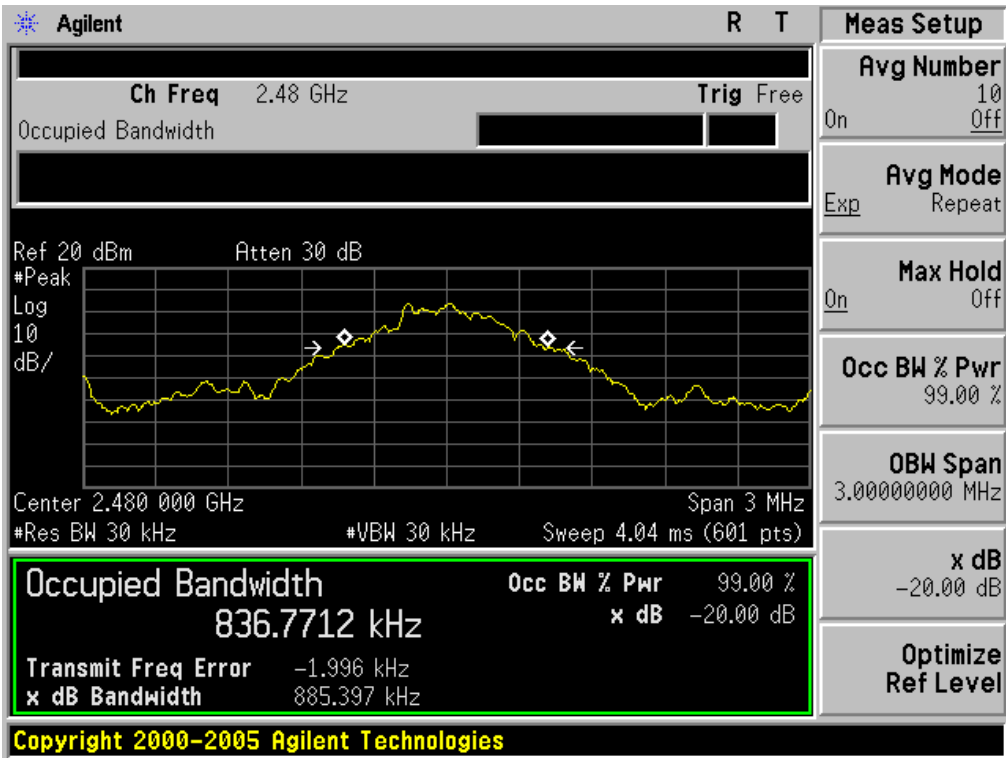 Agilent R T
Ch Freq 2.48 GHz Trig Free
Occupied Bandwidth
Ref 20 dBm Atten 30 dB
#Peak
Log
10
dB/
Center 2.480 000 GHz Span 3 MHz
#Res BW 30 kHz #VBW 30 kHz Sweep 4.04 ms (601 pts)
Occupied Bandwidth Occ BW % Pwr 99.00 %
836.7712 kHz x dB -20.00 dB
Transmit Freq Error -1.996 kHz
x dB Bandwidth 885.397 kHz
Copyright 2000-2005 Agilent Technologies
Meas Setup
Avg Number
10
On Off
Avg Mode
Exp Repeat
Max Hold
On Off
Occ BW % Pwr
99.00 %
OBW Span
3.00000000 MHz
x dB
-20.00 dB
Optimize
Ref Level